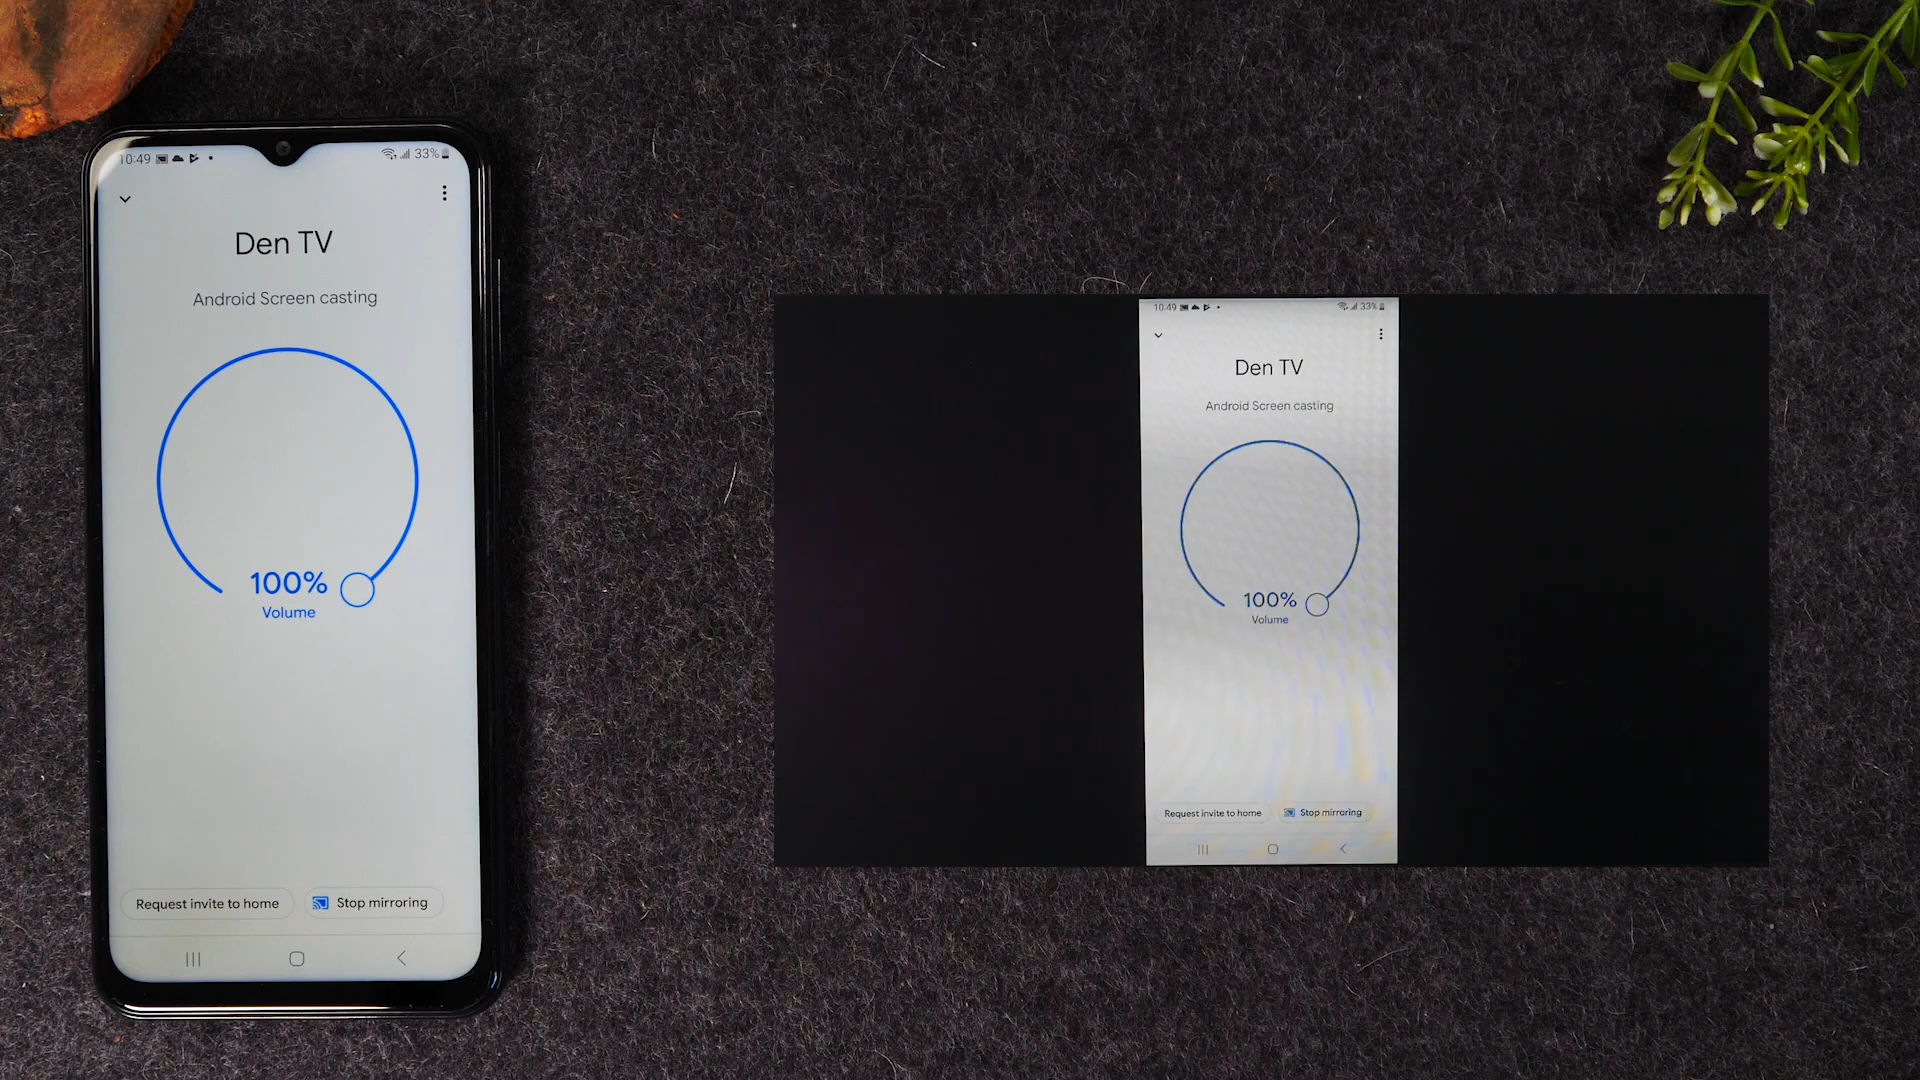 10:49
33%
Den TV
Android Screen casting
100%
Volume
Request invite to home
Stop mirroring
10:49
33%
Den TV
Android Screen casting
100%
Volume
Request invite to home
Stop mirroring